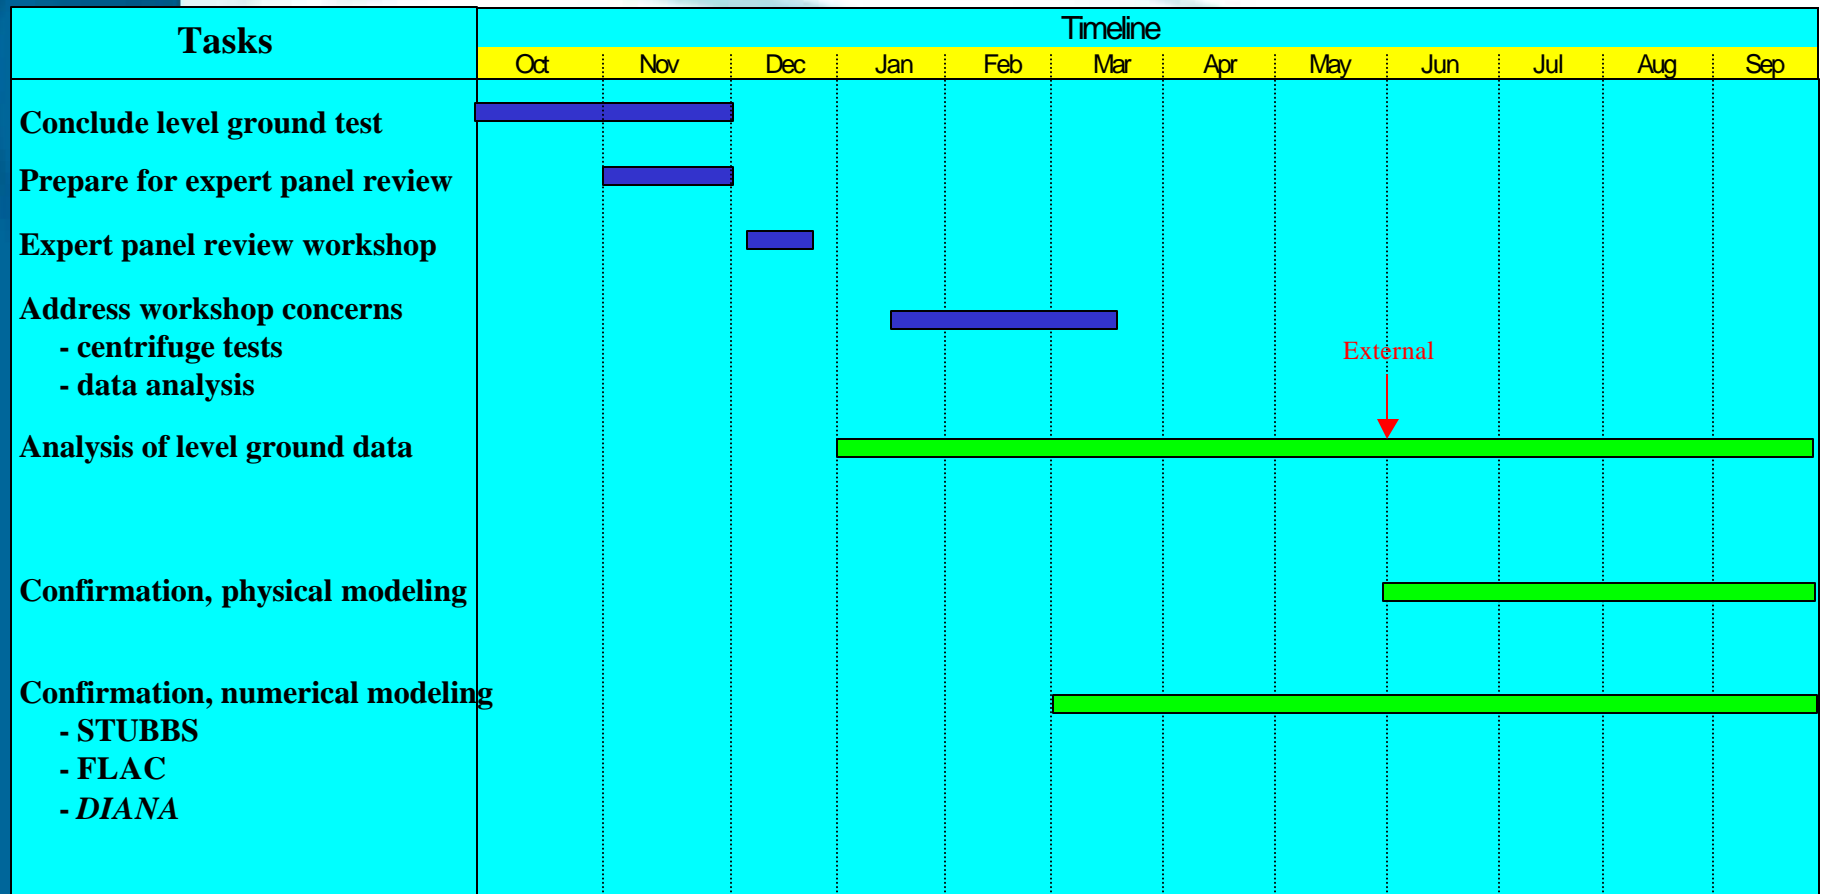 Tasks
Timeline
Oct Nov Dec Jan Feb Mar Apr May Jun Jul Aug Sep
Conclude level ground test
Prepare for expert panel review
Expert panel review workshop
Address workshop concerns
- centrifuge tests
- data analysis
External
Analysis of level ground data
Confirmation, physical modeling
Confirmation, numerical modeling
- STUBBS
- FLAC
- DIANA